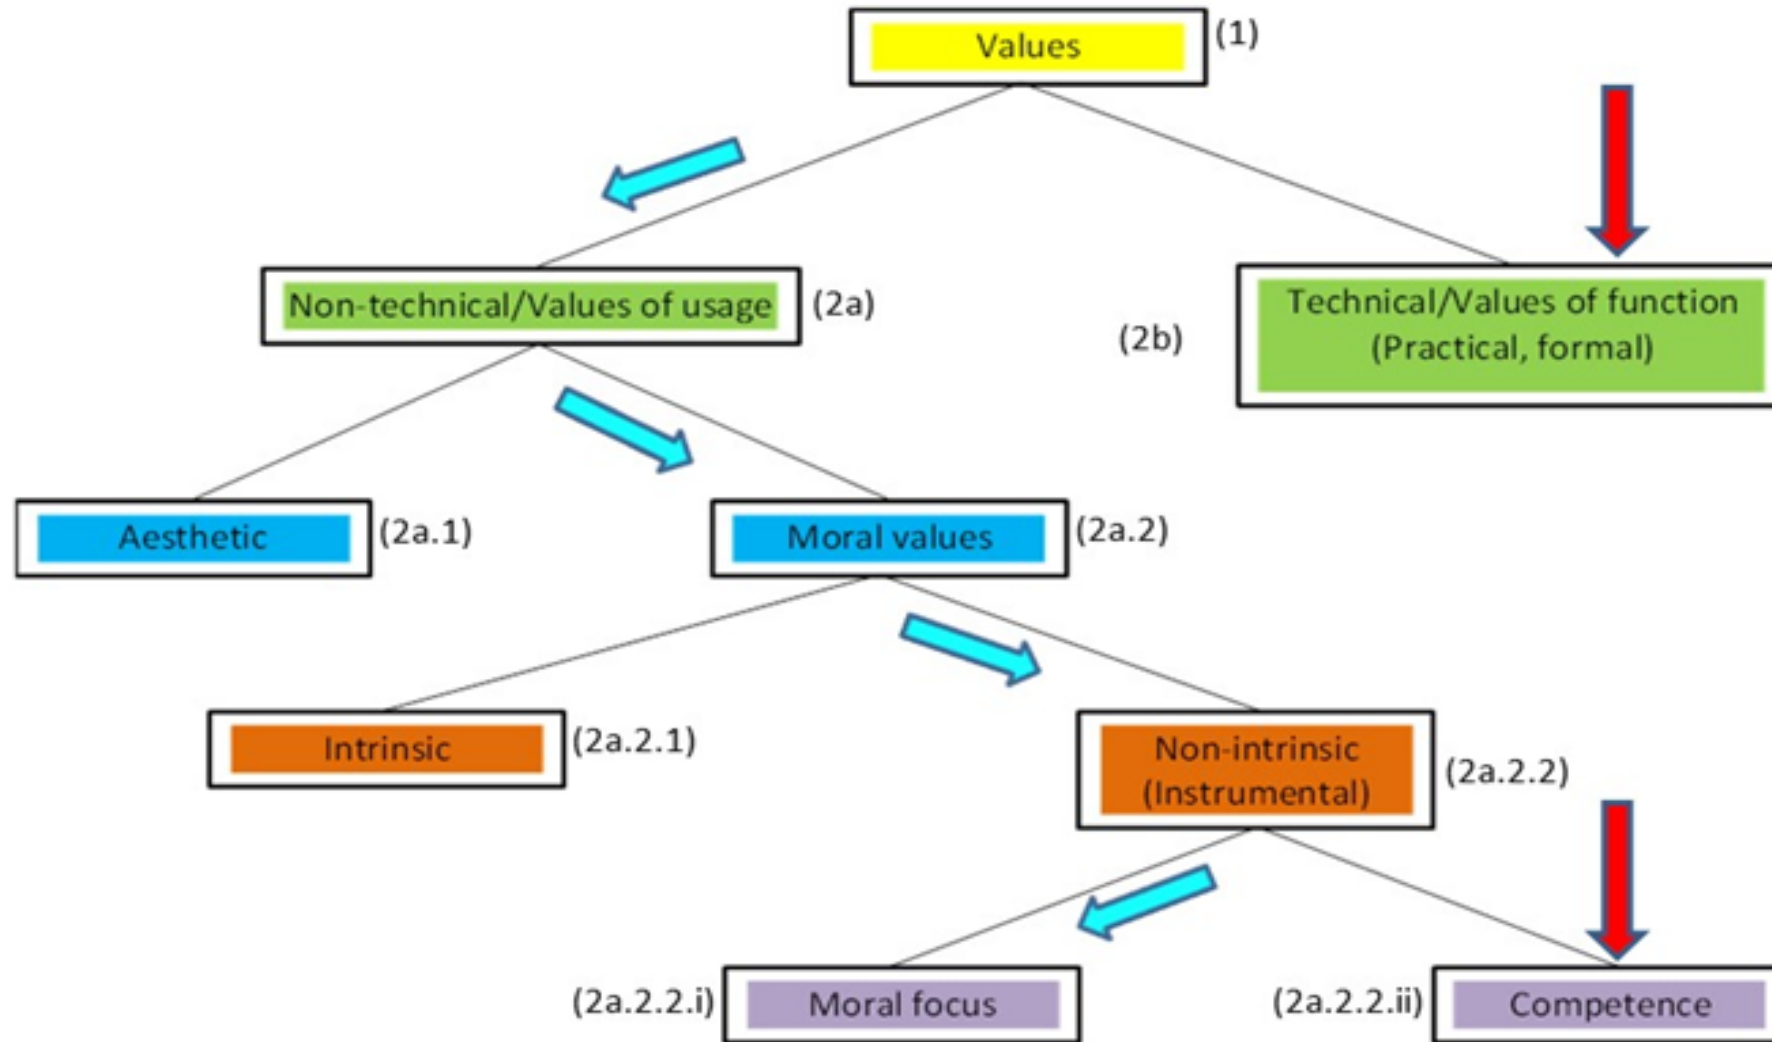 Values
(1)
Non-technical/Values of usage
(2a)
(2b)
Technical/Values of function
(Practical, formal)
Aesthetic
(2a.1)
Moral values
(2a.2)
Intrinsic
(2a.2.1)
Non-intrinsic
(Instrumental)
(2a.2.2)
(2a.2.2.i)
Moral focus
(2a.2.2.ii)
Competence